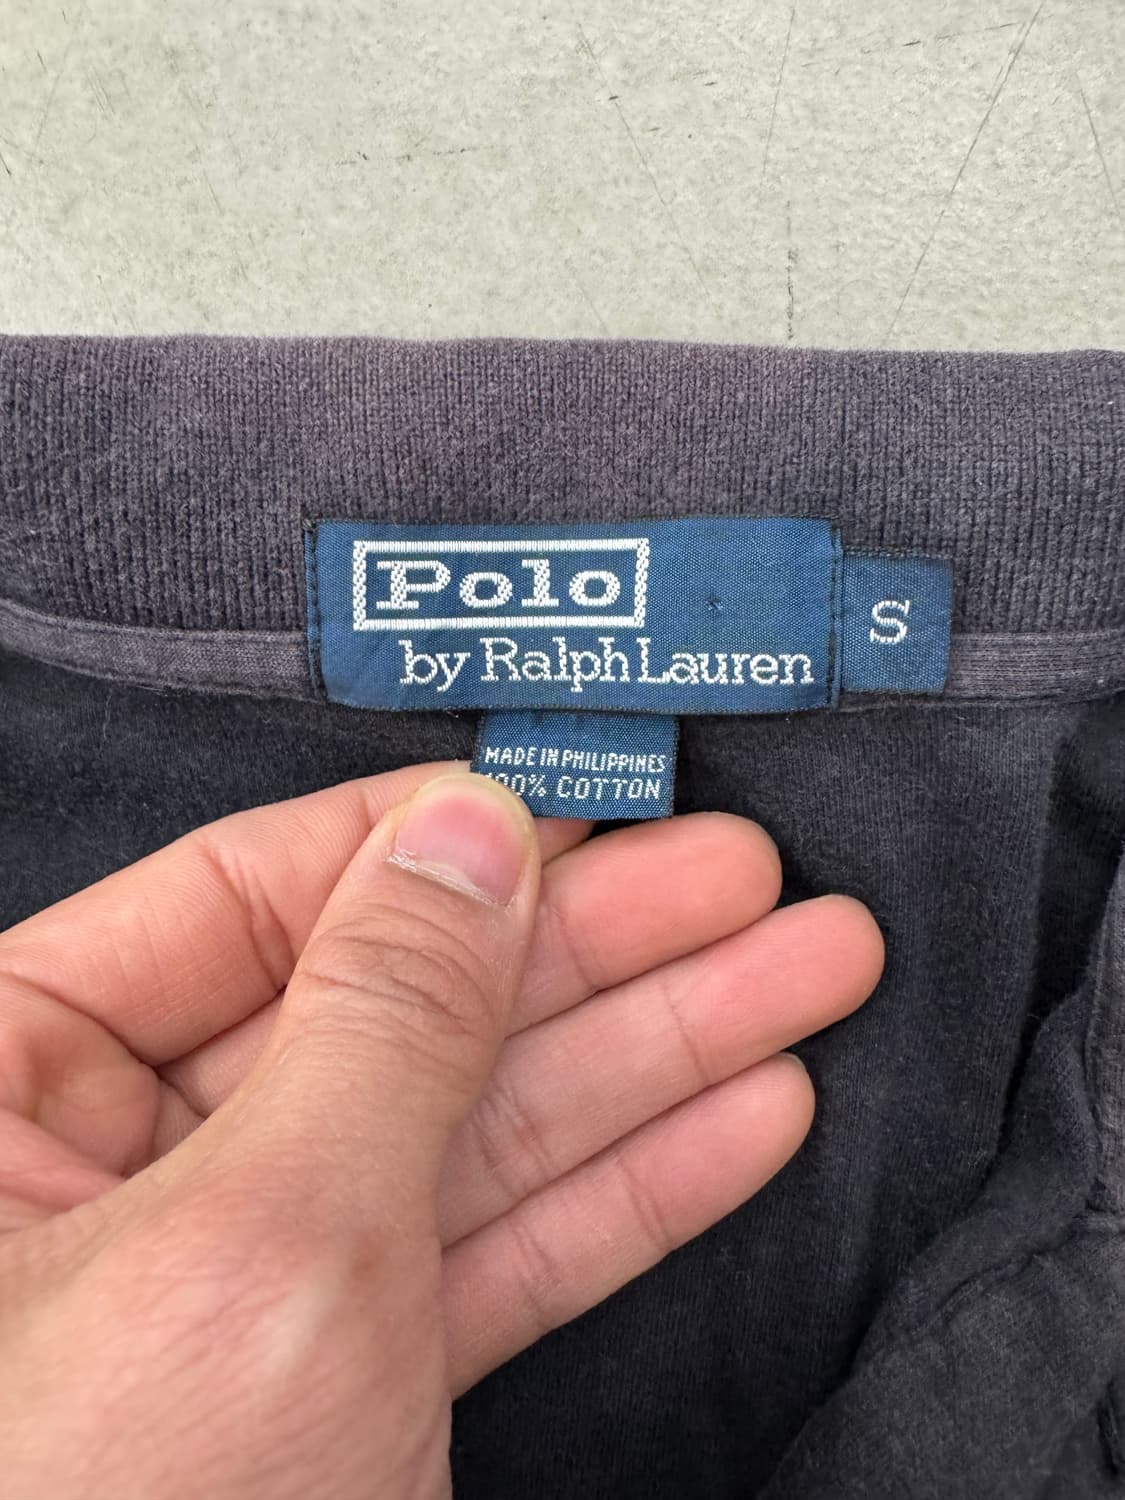 Polo
by Ralph Lauren
S
MADE IN PHILIPPINES
100% COTTON